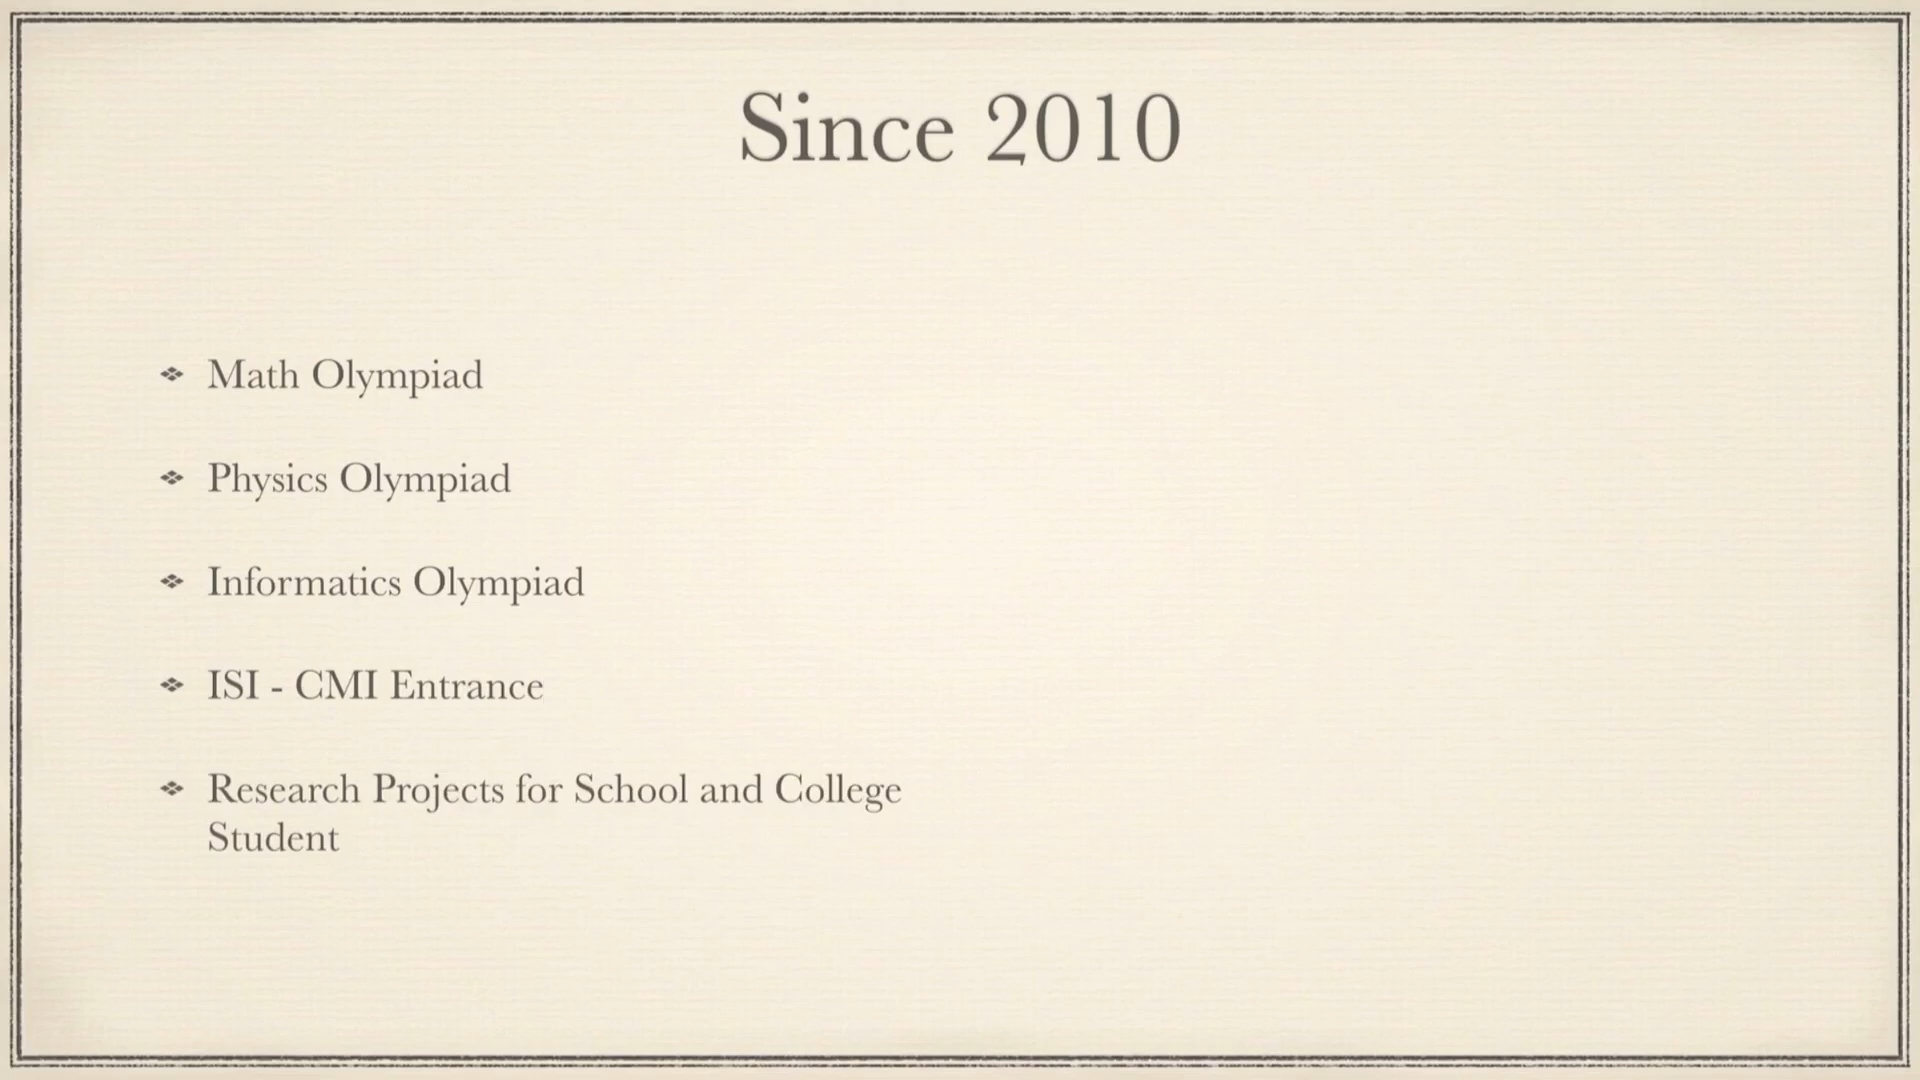 Since 2010
Math Olympiad
Physics Olympiad
Informatics Olympiad
ISI - CMI Entrance
Research Projects for School and College
Student